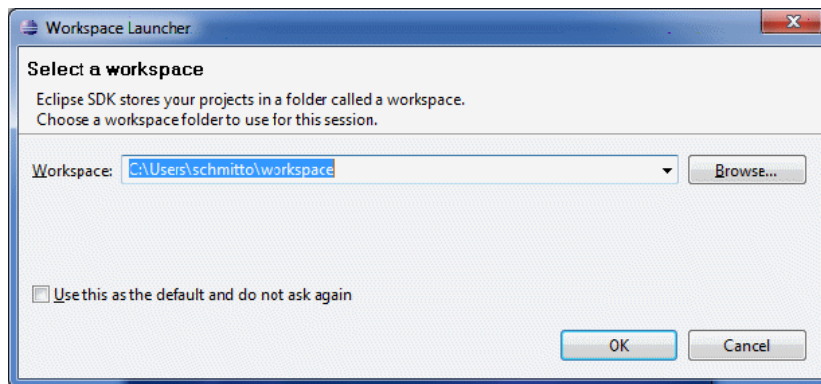 Workspace Launcher
Select a workspace
Eclipse SDK stores your projects in a folder called a workspace.
Choose a workspace folder to use for this session.
Workspace: C:\Users\schmitto\workspace Browse...
Use this as the default and do not ask again
OK Cancel